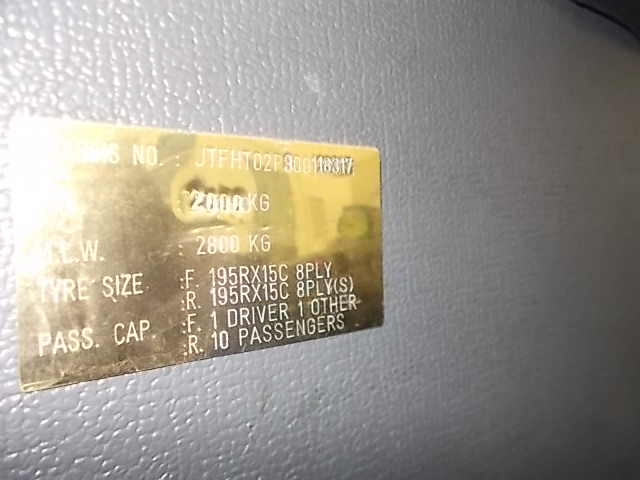 NO. : JTFHT02P900118317
: 2000 KG
M.L.W. : 2800 KG
TYRE SIZE :F. 195RX15C 8PLY
:R. 195RX15C 8PLY(S)
PASS. CAP :F. 1 DRIVER 1 OTHER
:R. 10 PASSENGERS